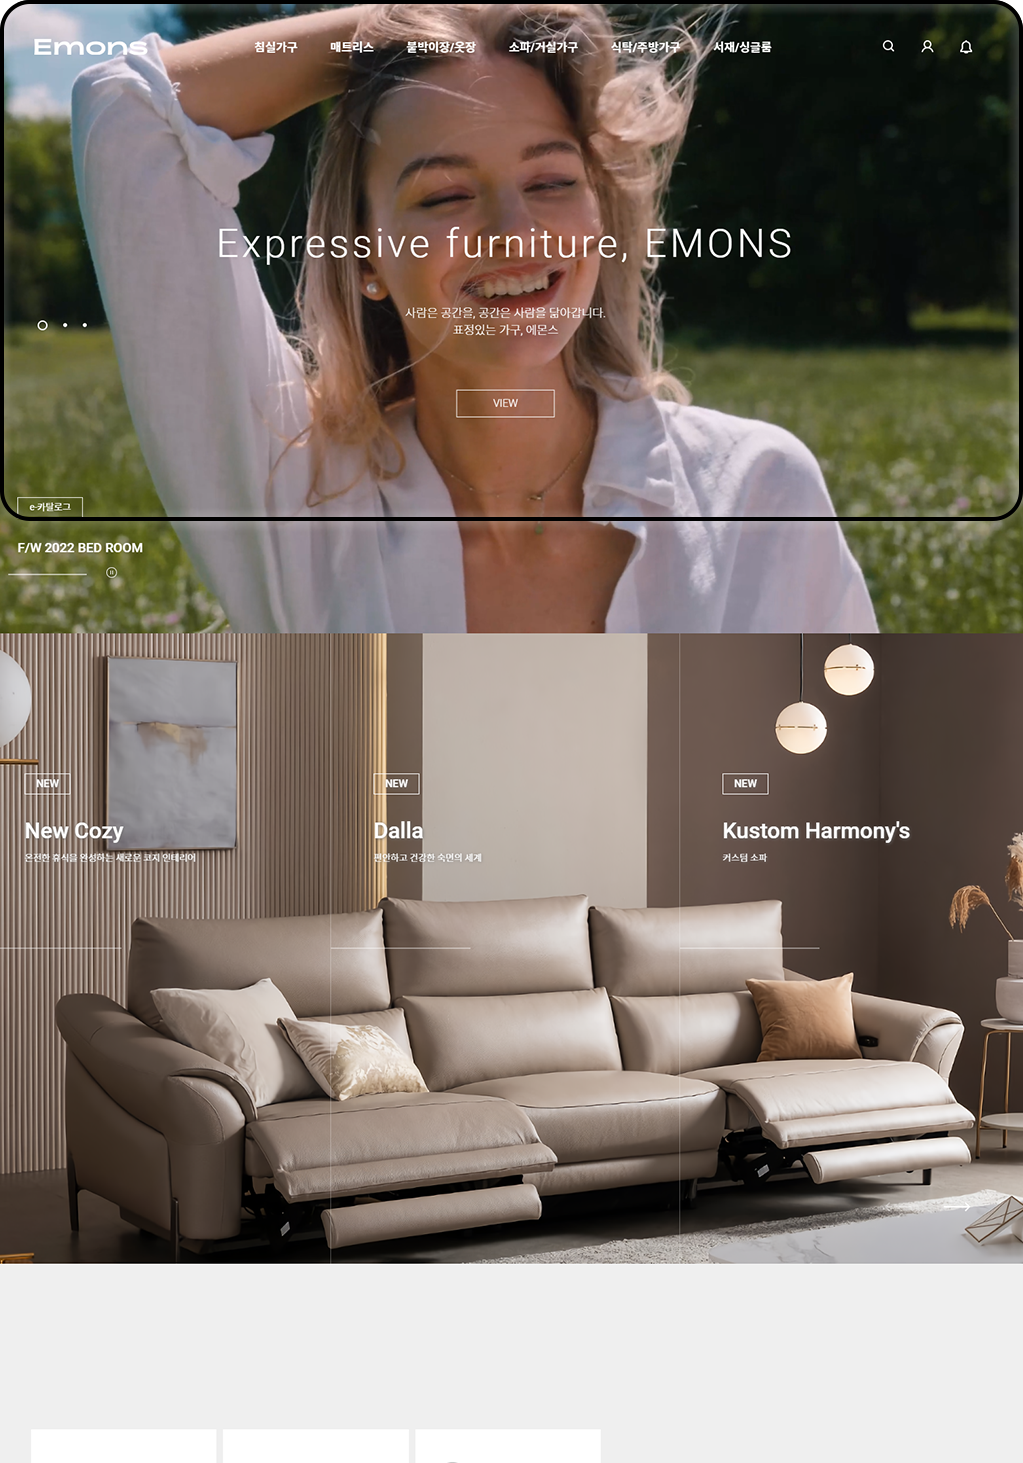 Emons
침실가구
매트리스
붙박이장/옷장
소파/거실가구
식탁/주방가구
서재/싱글룸
Expressive furniture, EMONS
사람은 공간을, 공간은 사람을 닮아갑니다.
표정있는 가구, 에몬스
VIEW
e-카탈로그
F/W 2022 BED ROOM
NEW
New Cozy
온전한 휴식을 완성하는 새로운 코지 인테리어
NEW
Dalla
편안하고 건강한 숙면의 세계
NEW
Kustom Harmony's
커스텀 소파